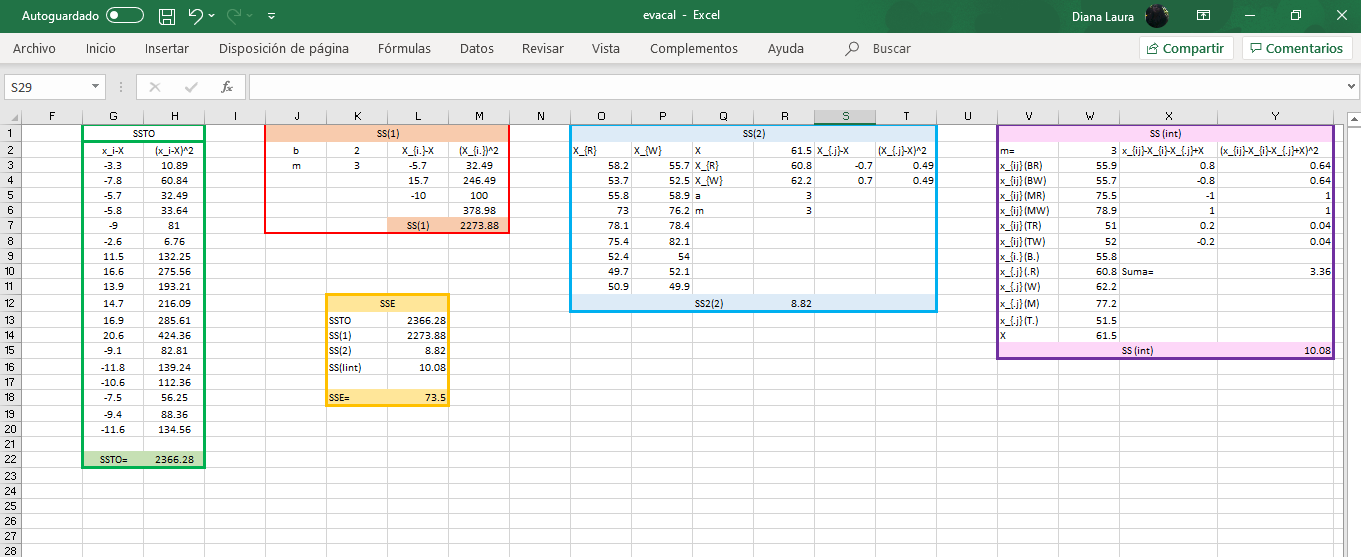 Autoguardado evacal - Excel Diana Laura
Archivo Inicio Insertar Disposición de página Fórmulas Datos Revisar Vista Complementos Ayuda Buscar Compartir Comentarios
S29 fx
F G H I J K L M N O P Q R S T U V W X Y
1 SSTO SS(1) SS(2) SS (int)
2 x_i-X (x_i-X)^2 b 2 X_{i.}-X (X_{i.})^2 X_{R} X_{W} X 61.5 X_{.j}-X (X_{.j}-X)^2 m= 3 x_{ij}-X_{i}-X_{.j}+X (x_{ij}-X_{i}-X_{.j}+X)^2
3 -3.3 10.89 m 3 -5.7 32.49 58.2 55.7 X_{R} 60.8 -0.7 0.49 x_{ij}(BR) 55.9 0.8 0.64
4 -7.8 60.84 15.7 246.49 53.7 52.5 X_{W} 62.2 0.7 0.49 x_{ij}(BW) 55.7 -0.8 0.64
5 -5.7 32.49 -10 100 55.8 58.9 a 3 x_{ij}(MR) 75.5 -1 1
6 -5.8 33.64 378.98 73 76.2 m 3 x_{ij}(MW) 78.9 1 1
7 -9 81 SS(1) 2273.88 78.1 78.4 x_{ij}(TR) 51 0.2 0.04
8 -2.6 6.76 75.4 82.1 x_{ij}(TW) 52 -0.2 0.04
9 11.5 132.25 52.4 54 x_{i.}(B.) 55.8
10 16.6 275.56 49.7 52.1 x_{.j}(.R) 60.8 Suma= 3.36
11 13.9 193.21 50.9 49.9 x_{.j}(W) 62.2
12 14.7 216.09 SSE SS2(2) 8.82 x_{.j}(M) 77.2
13 16.9 285.61 SSTO 2366.28 x_{.j}(T.) 51.5
14 20.6 424.36 SS(1) 2273.88 X 61.5
15 -9.1 82.81 SS(2) 8.82 SS (int) 10.08
16 -11.8 139.24 SS(Iint) 10.08
17 -10.6 112.36
18 -7.5 56.25 SSE= 73.5
19 -9.4 88.36
20 -11.6 134.56
21
22 SSTO= 2366.28
23
24
25
26
27
28